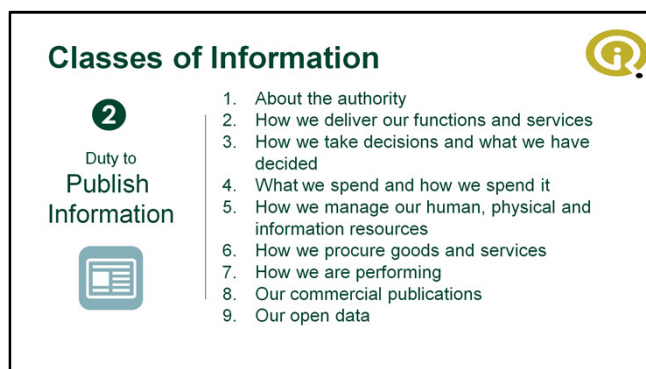 Classes of Information
2
Duty to
Publish
Information
1. About the authority
2. How we deliver our functions and services
3. How we take decisions and what we have
decided
4. What we spend and how we spend it
5. How we manage our human, physical and
information resources
6. How we procure goods and services
7. How we are performing
8. Our commercial publications
9. Our open data